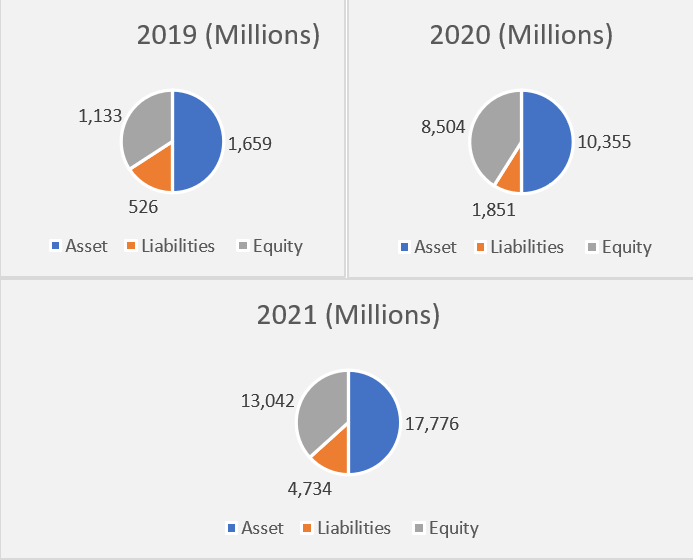 2019 (Millions)
1,133
1,659
526
Asset Liabilities Equity
2020 (Millions)
8,504
10,355
1,851
Asset Liabilities Equity
2021 (Millions)
13,042
17,776
4,734
Asset Liabilities Equity